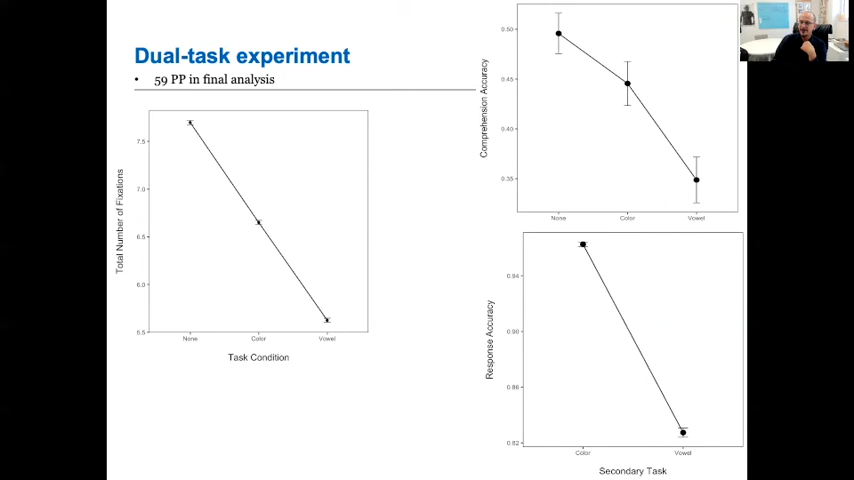 Dual-task experiment
• 59 PP in final analysis
Total Number of Fixations
7.5
7.0
6.5
6.0
5.5
None Color Vowel
Task Condition
Comprehension Accuracy
0.50
0.45
0.40
0.35
None Color Vowel
Response Accuracy
0.94
0.90
0.86
0.82
Color Vowel
Secondary Task